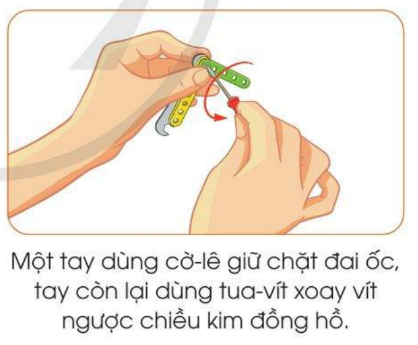 Một tay dùng cờ-lê giữ chặt đai ốc,
tay còn lại dùng tua-vít xoay vít
ngược chiều kim đồng hồ.